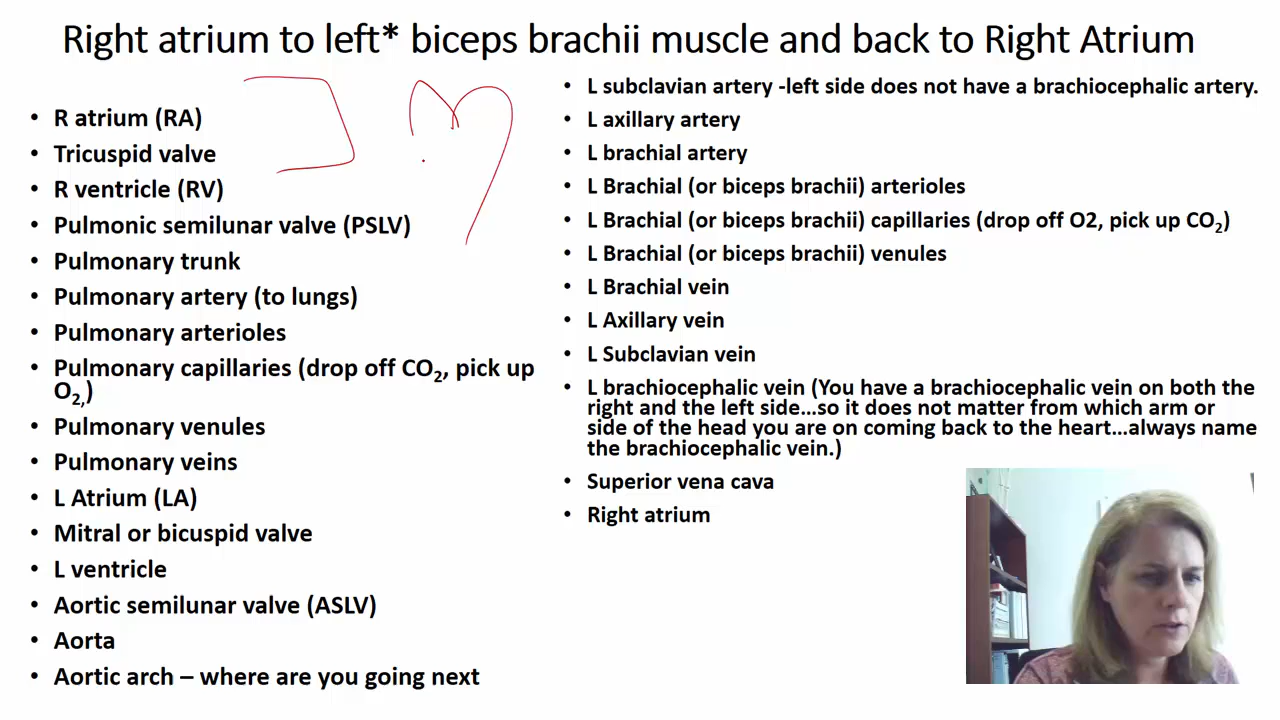 Right atrium to left* biceps brachii muscle and back to Right Atrium
• R atrium (RA)
• Tricuspid valve
• R ventricle (RV)
• Pulmonic semilunar valve (PSLV)
• Pulmonary trunk
• Pulmonary artery (to lungs)
• Pulmonary arterioles
• Pulmonary capillaries (drop off CO₂, pick up
O₂,)
• Pulmonary venules
• Pulmonary veins
• L Atrium (LA)
• Mitral or bicuspid valve
• L ventricle
• Aortic semilunar valve (ASLV)
• Aorta
• Aortic arch – where are you going next
• L subclavian artery -left side does not have a brachiocephalic artery.
• L axillary artery
• L brachial artery
• L Brachial (or biceps brachii) arterioles
• L Brachial (or biceps brachii) capillaries (drop off O2, pick up CO₂)
• L Brachial (or biceps brachii) venules
• L Brachial vein
• L Axillary vein
• L Subclavian vein
• L brachiocephalic vein (You have a brachiocephalic vein on both the
right and the left side…so it does not matter from which arm or
side of the head you are on coming back to the heart…always name
the brachiocephalic vein.)
• Superior vena cava
• Right atrium